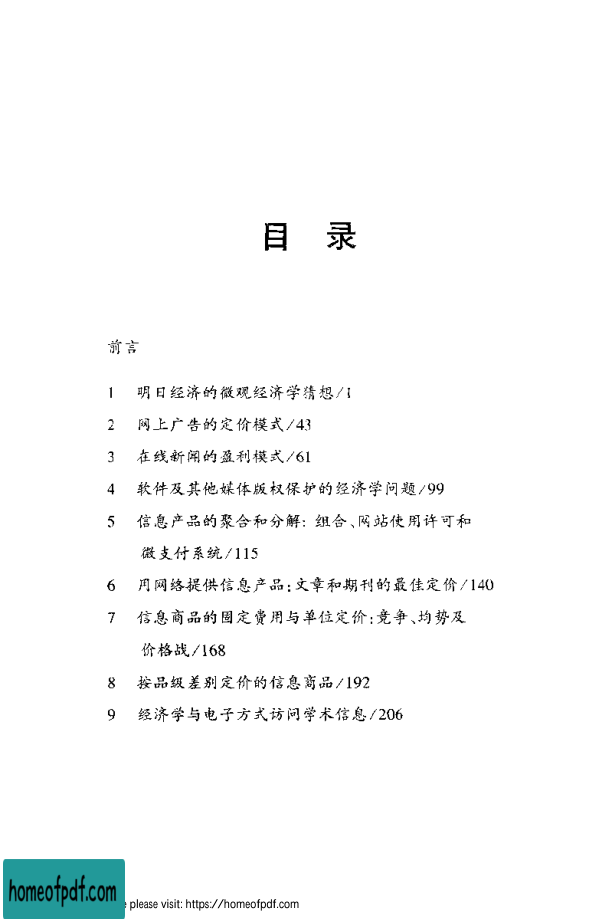 目 录
前言
1 明日经济的微观经济学猜想/1
2 网上广告的定价模式/43
3 在线新闻的盈利模式/61
4 软件及其他媒体版权保护的经济学问题/99
5 信息产品的聚合和分解: 组合、网站使用许可和
微支付系统/115
6 用网络提供信息产品:文章和期刊的最佳定价/140
7 信息商品的固定费用与单位定价:竞争、均势及
价格战/168
8 按品级差别定价的信息商品/192
9 经济学与电子方式访问学术信息/206
homeofpdf.com
e please visit: https://homeofpdf.com